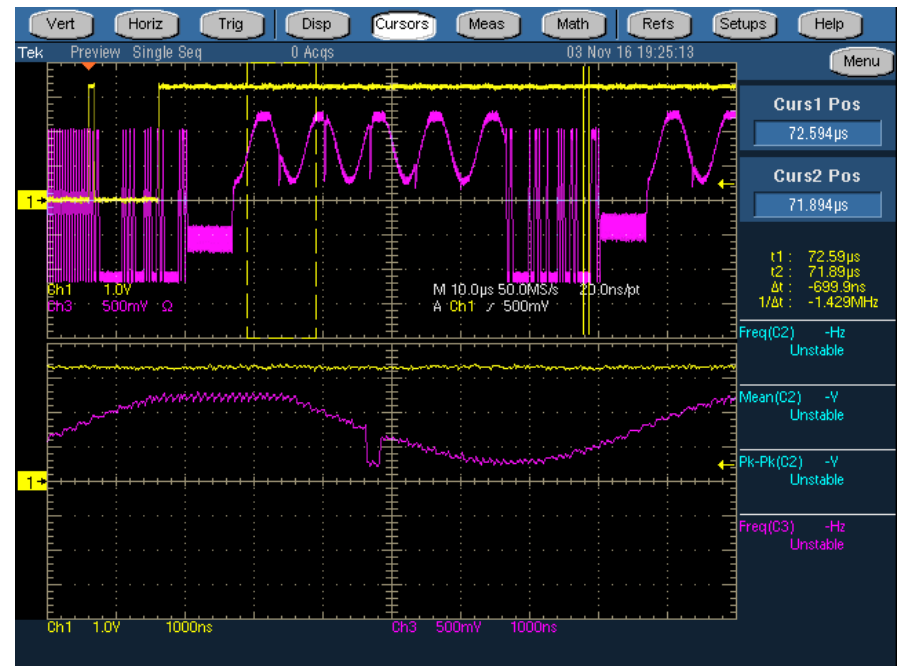 Vert Horiz Trig Disp Cursors Meas Math Refs Setups Help
Tek Preview Single Seq 0 Acqs 03 Nov 16 19:25:13
Menu
Curs1 Pos
72.594µs
Curs2 Pos
71.894µs
1
t1 : 72.59µs
t2 : 71.89µs
Δt : -699.9ns
1/Δt : -1.429MHz
Ch1 1.0V M 10.0µs 50.0MS/s 20.0ns/pt
Ch3 500mV Ω A Ch1 ∕ 500mV
Freq(C2) -Hz
Unstable
Mean(C2) -V
Unstable
Pk-Pk(C2) -V
Unstable
1
Freq(C3) -Hz
Unstable
Ch1 1.0V 1000ns Ch3 500mV 1000ns